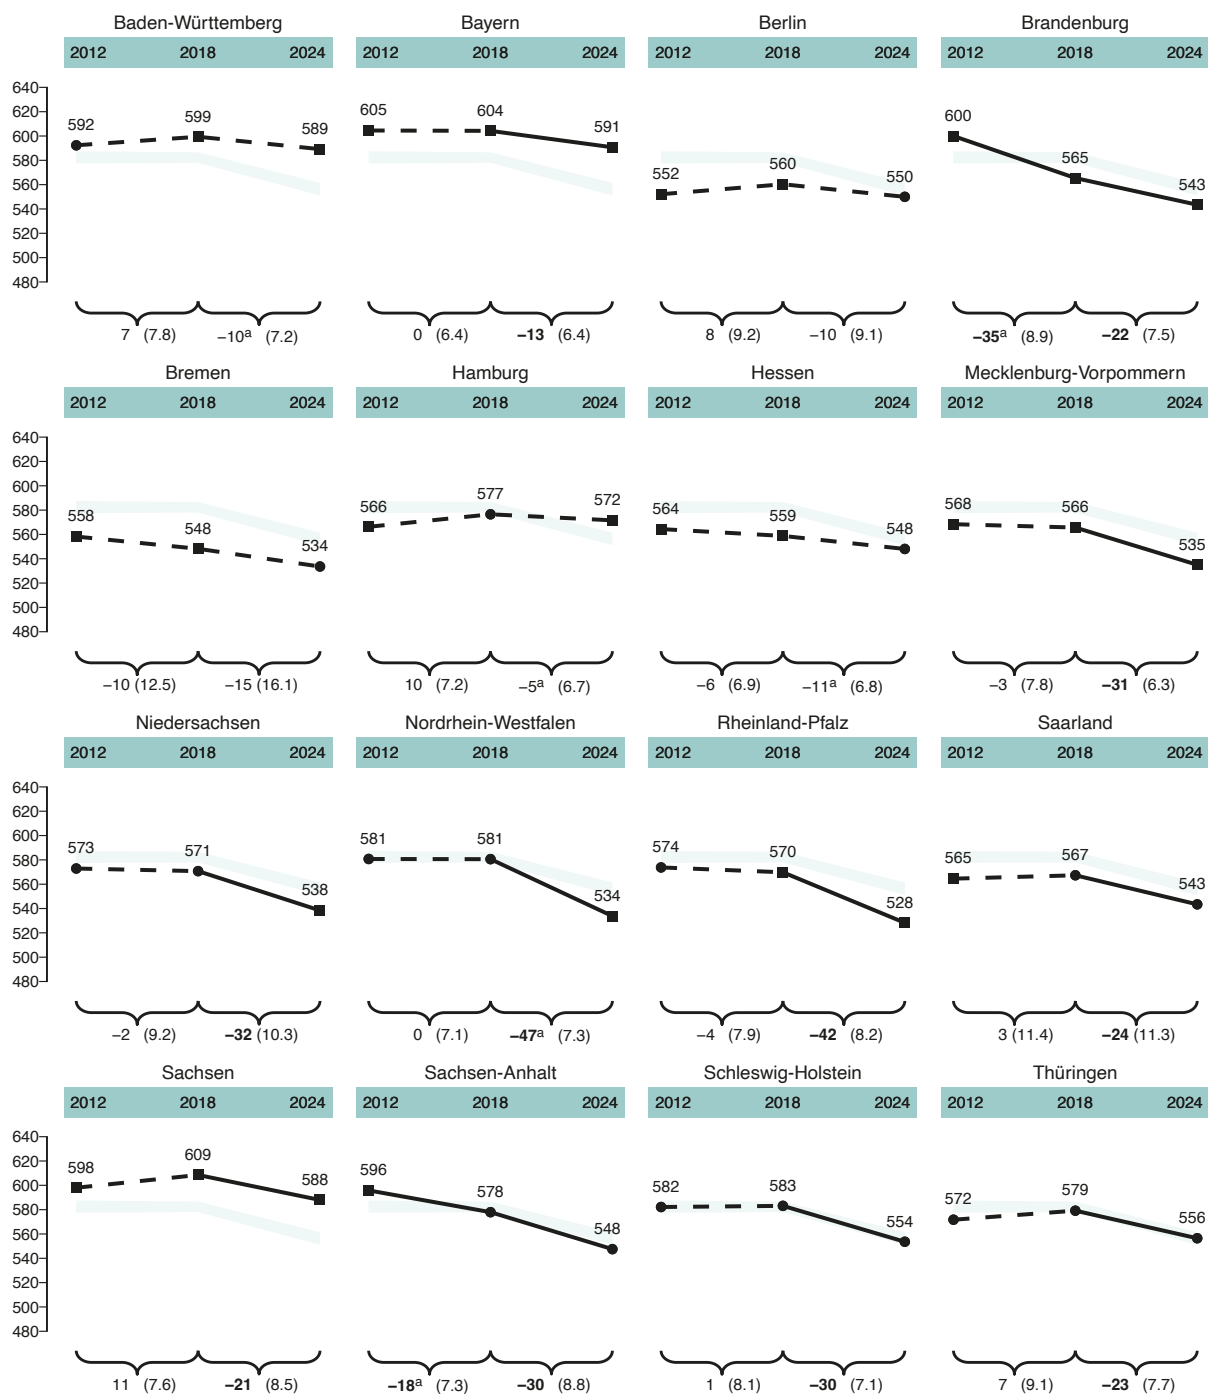 Baden-Württemberg Bayern Berlin Brandenburg
2012 2018 2024 2012 2018 2024 2012 2018 2024 2012 2018 2024
640
620
600
580
560
540
520
500
480
592 599 589 605 604 591 552 560 550 600 565 543
7 (7.8) −10a (7.2) 0 (6.4) −13 (6.4) 8 (9.2) −10 (9.1) −35a (8.9) −22 (7.5)
Bremen Hamburg Hessen Mecklenburg-Vorpommern
2012 2018 2024 2012 2018 2024 2012 2018 2024 2012 2018 2024
640
620
600
580
560
540
520
500
480
558 548 534 566 577 572 564 559 548 568 566 535
−10 (12.5) −15 (16.1) 10 (7.2) −5a (6.7) −6 (6.9) −11a (6.8) −3 (7.8) −31 (6.3)
Niedersachsen Nordrhein-Westfalen Rheinland-Pfalz Saarland
2012 2018 2024 2012 2018 2024 2012 2018 2024 2012 2018 2024
640
620
600
580
560
540
520
500
480
573 571 538 581 581 534 574 570 528 565 567 543
−2 (9.2) −32 (10.3) 0 (7.1) −47a (7.3) −4 (7.9) −42 (8.2) 3 (11.4) −24 (11.3)
Sachsen Sachsen-Anhalt Schleswig-Holstein Thüringen
2012 2018 2024 2012 2018 2024 2012 2018 2024 2012 2018 2024
640
620
600
580
560
540
520
500
480
598 609 588 596 578 548 582 583 554 572 579 556
11 (7.6) −21 (8.5) −18a (7.3) −30 (8.8) 1 (8.1) −30 (7.1) 7 (9.1) −23 (7.7)